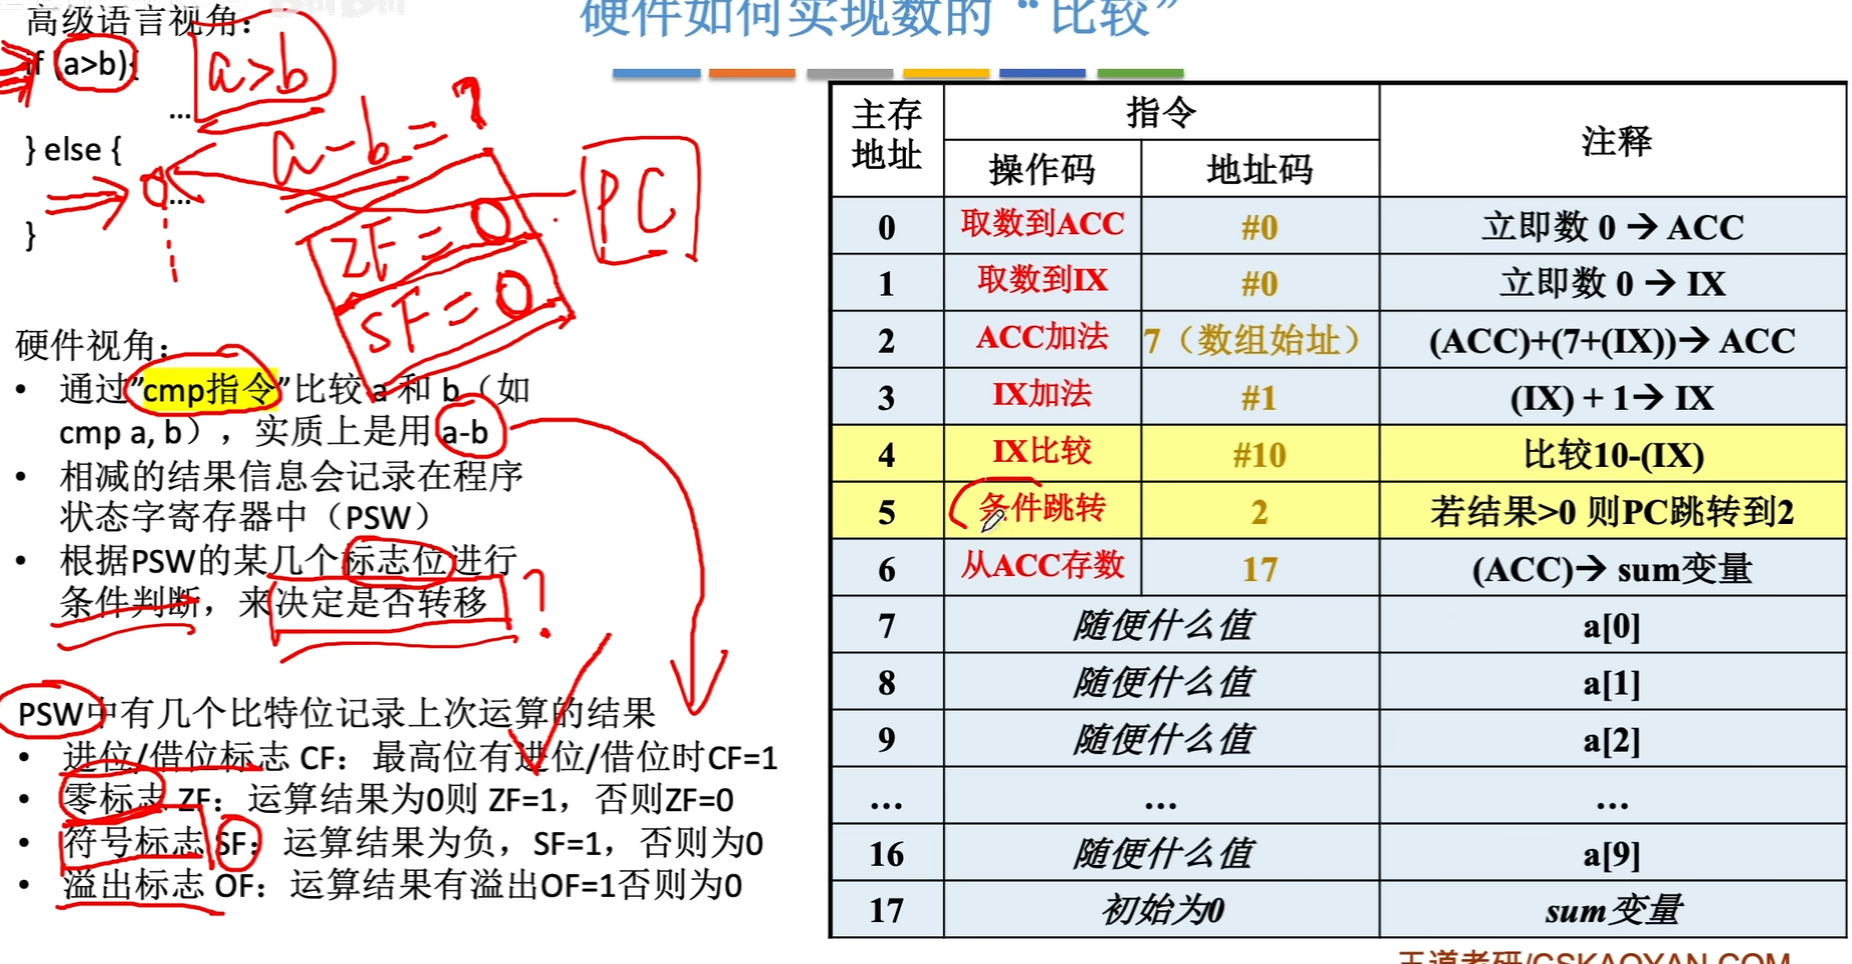 硬件如何实现数的“比较”
高级语言视角：
if (a>b){
...
} else {
...
}
a>b
a-b=?
ZF=0
SF=0
PC
硬件视角：
• 通过”cmp指令”比较 a 和 b（如
cmp a, b），实质上是用 a-b
• 相减的结果信息会记录在程序
状态字寄存器中（PSW）
• 根据PSW的某几个标志位进行
条件判断，来决定是否转移
?
PSW中有几个比特位记录上次运算的结果
• 进位/借位标志 CF：最高位有进位/借位时CF=1
• 零标志 ZF：运算结果为0则 ZF=1，否则ZF=0
• 符号标志 SF：运算结果为负，SF=1，否则为0
• 溢出标志 OF：运算结果有溢出OF=1否则为0
主存地址 指令 注释
操作码 地址码
0 取数到ACC #0 立即数 0 → ACC
1 取数到IX #0 立即数 0 → IX
2 ACC加法 7（数组始址） (ACC)+(7+(IX))→ ACC
3 IX加法 #1 (IX) + 1→ IX
4 IX比较 #10 比较10-(IX)
5 条件跳转 2 若结果>0 则PC跳转到2
6 从ACC存数 17 (ACC)→ sum变量
7 随便什么值 a[0]
8 随便什么值 a[1]
9 随便什么值 a[2]
... ... ...
16 随便什么值 a[9]
17 初始为0 sum变量
王道考研/CSKAOYAN.COM